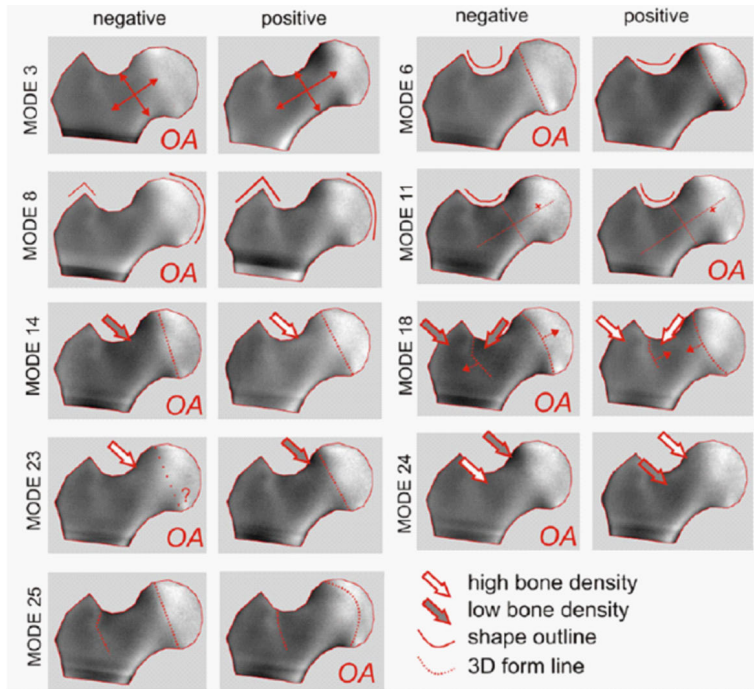 negative positive negative positive
MODE 3 OA MODE 6 OA
MODE 8 OA MODE 11 OA
MODE 14 OA MODE 18 OA
MODE 23 ? OA MODE 24 OA
MODE 25 OA
high bone density
low bone density
shape outline
3D form line